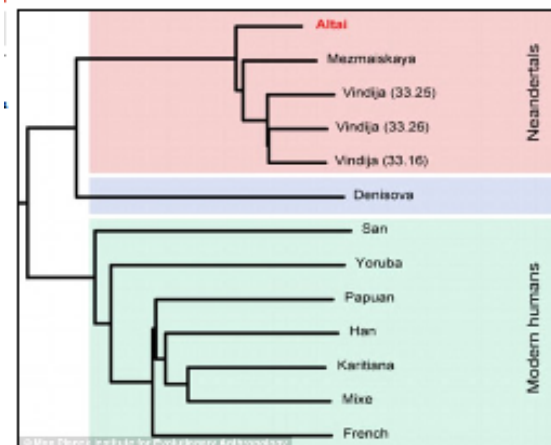 Altai
Mezmaiskaya
Vindija (33.25)
Vindija (33.26)
Vindija (33.16)
Neandertals
Denisova
San
Yoruba
Papuan
Han
Karitiana
Mixe
French
Modern humans